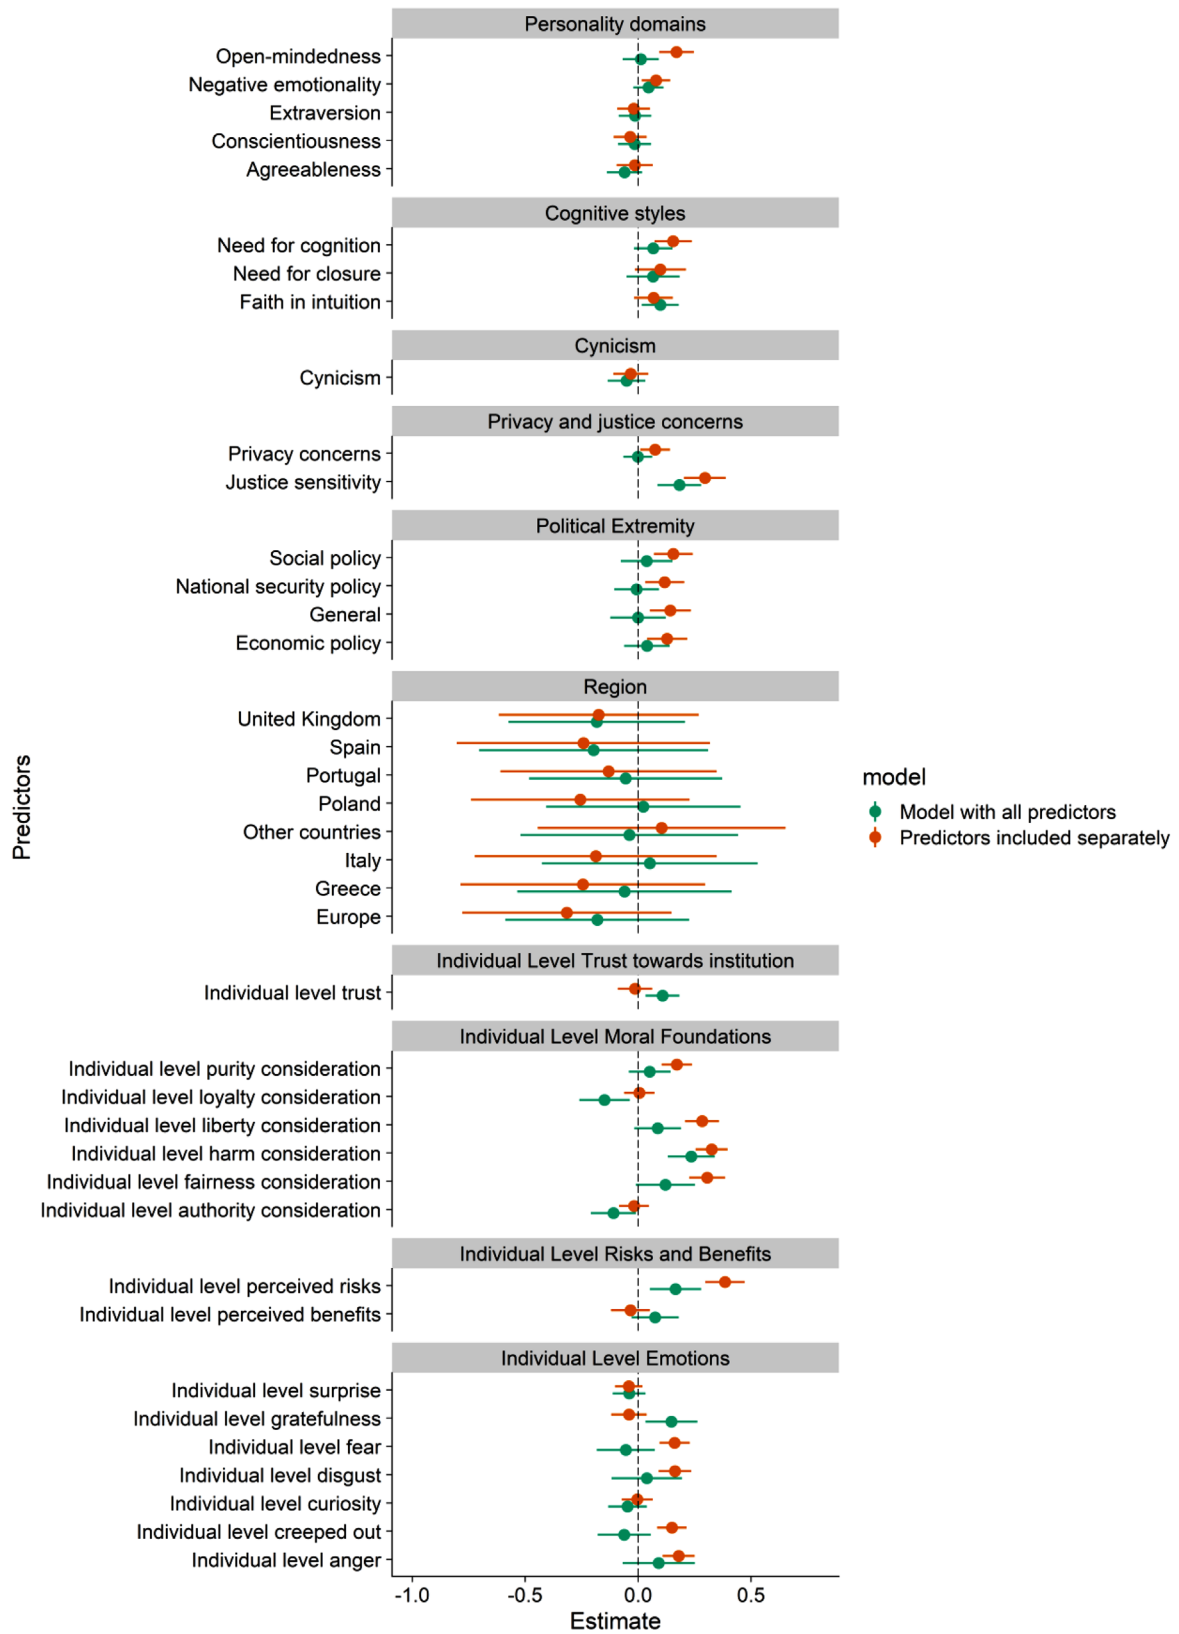 Personality domains
Open-mindedness
Negative emotionality
Extraversion
Conscientiousness
Agreeableness
Cognitive styles
Need for cognition
Need for closure
Faith in intuition
Cynicism
Cynicism
Privacy and justice concerns
Privacy concerns
Justice sensitivity
Political Extremity
Social policy
National security policy
General
Economic policy
Region
United Kingdom
Spain
Portugal
Poland
Other countries
Italy
Greece
Europe
Individual Level Trust towards institution
Individual level trust
Individual Level Moral Foundations
Individual level purity consideration
Individual level loyalty consideration
Individual level liberty consideration
Individual level harm consideration
Individual level fairness consideration
Individual level authority consideration
Individual Level Risks and Benefits
Individual level perceived risks
Individual level perceived benefits
Individual Level Emotions
Individual level surprise
Individual level gratefulness
Individual level fear
Individual level disgust
Individual level curiosity
Individual level creeped out
Individual level anger
-1.0 -0.5 0.0 0.5
Estimate
Predictors
model
Model with all predictors
Predictors included separately